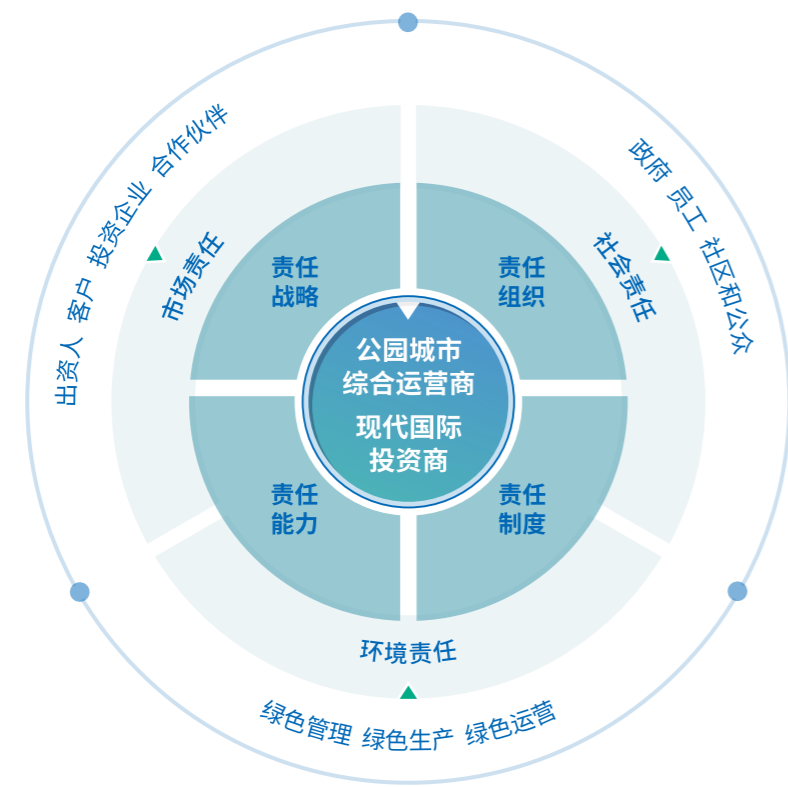 出资人 客户 投资企业 合作伙伴
政府 员工 社区和公众
市场责任
社会责任
责任
战略
责任
组织
公园城市
综合运营商
现代国际
投资商
责任
能力
责任
制度
环境责任
绿色管理 绿色生产 绿色运营